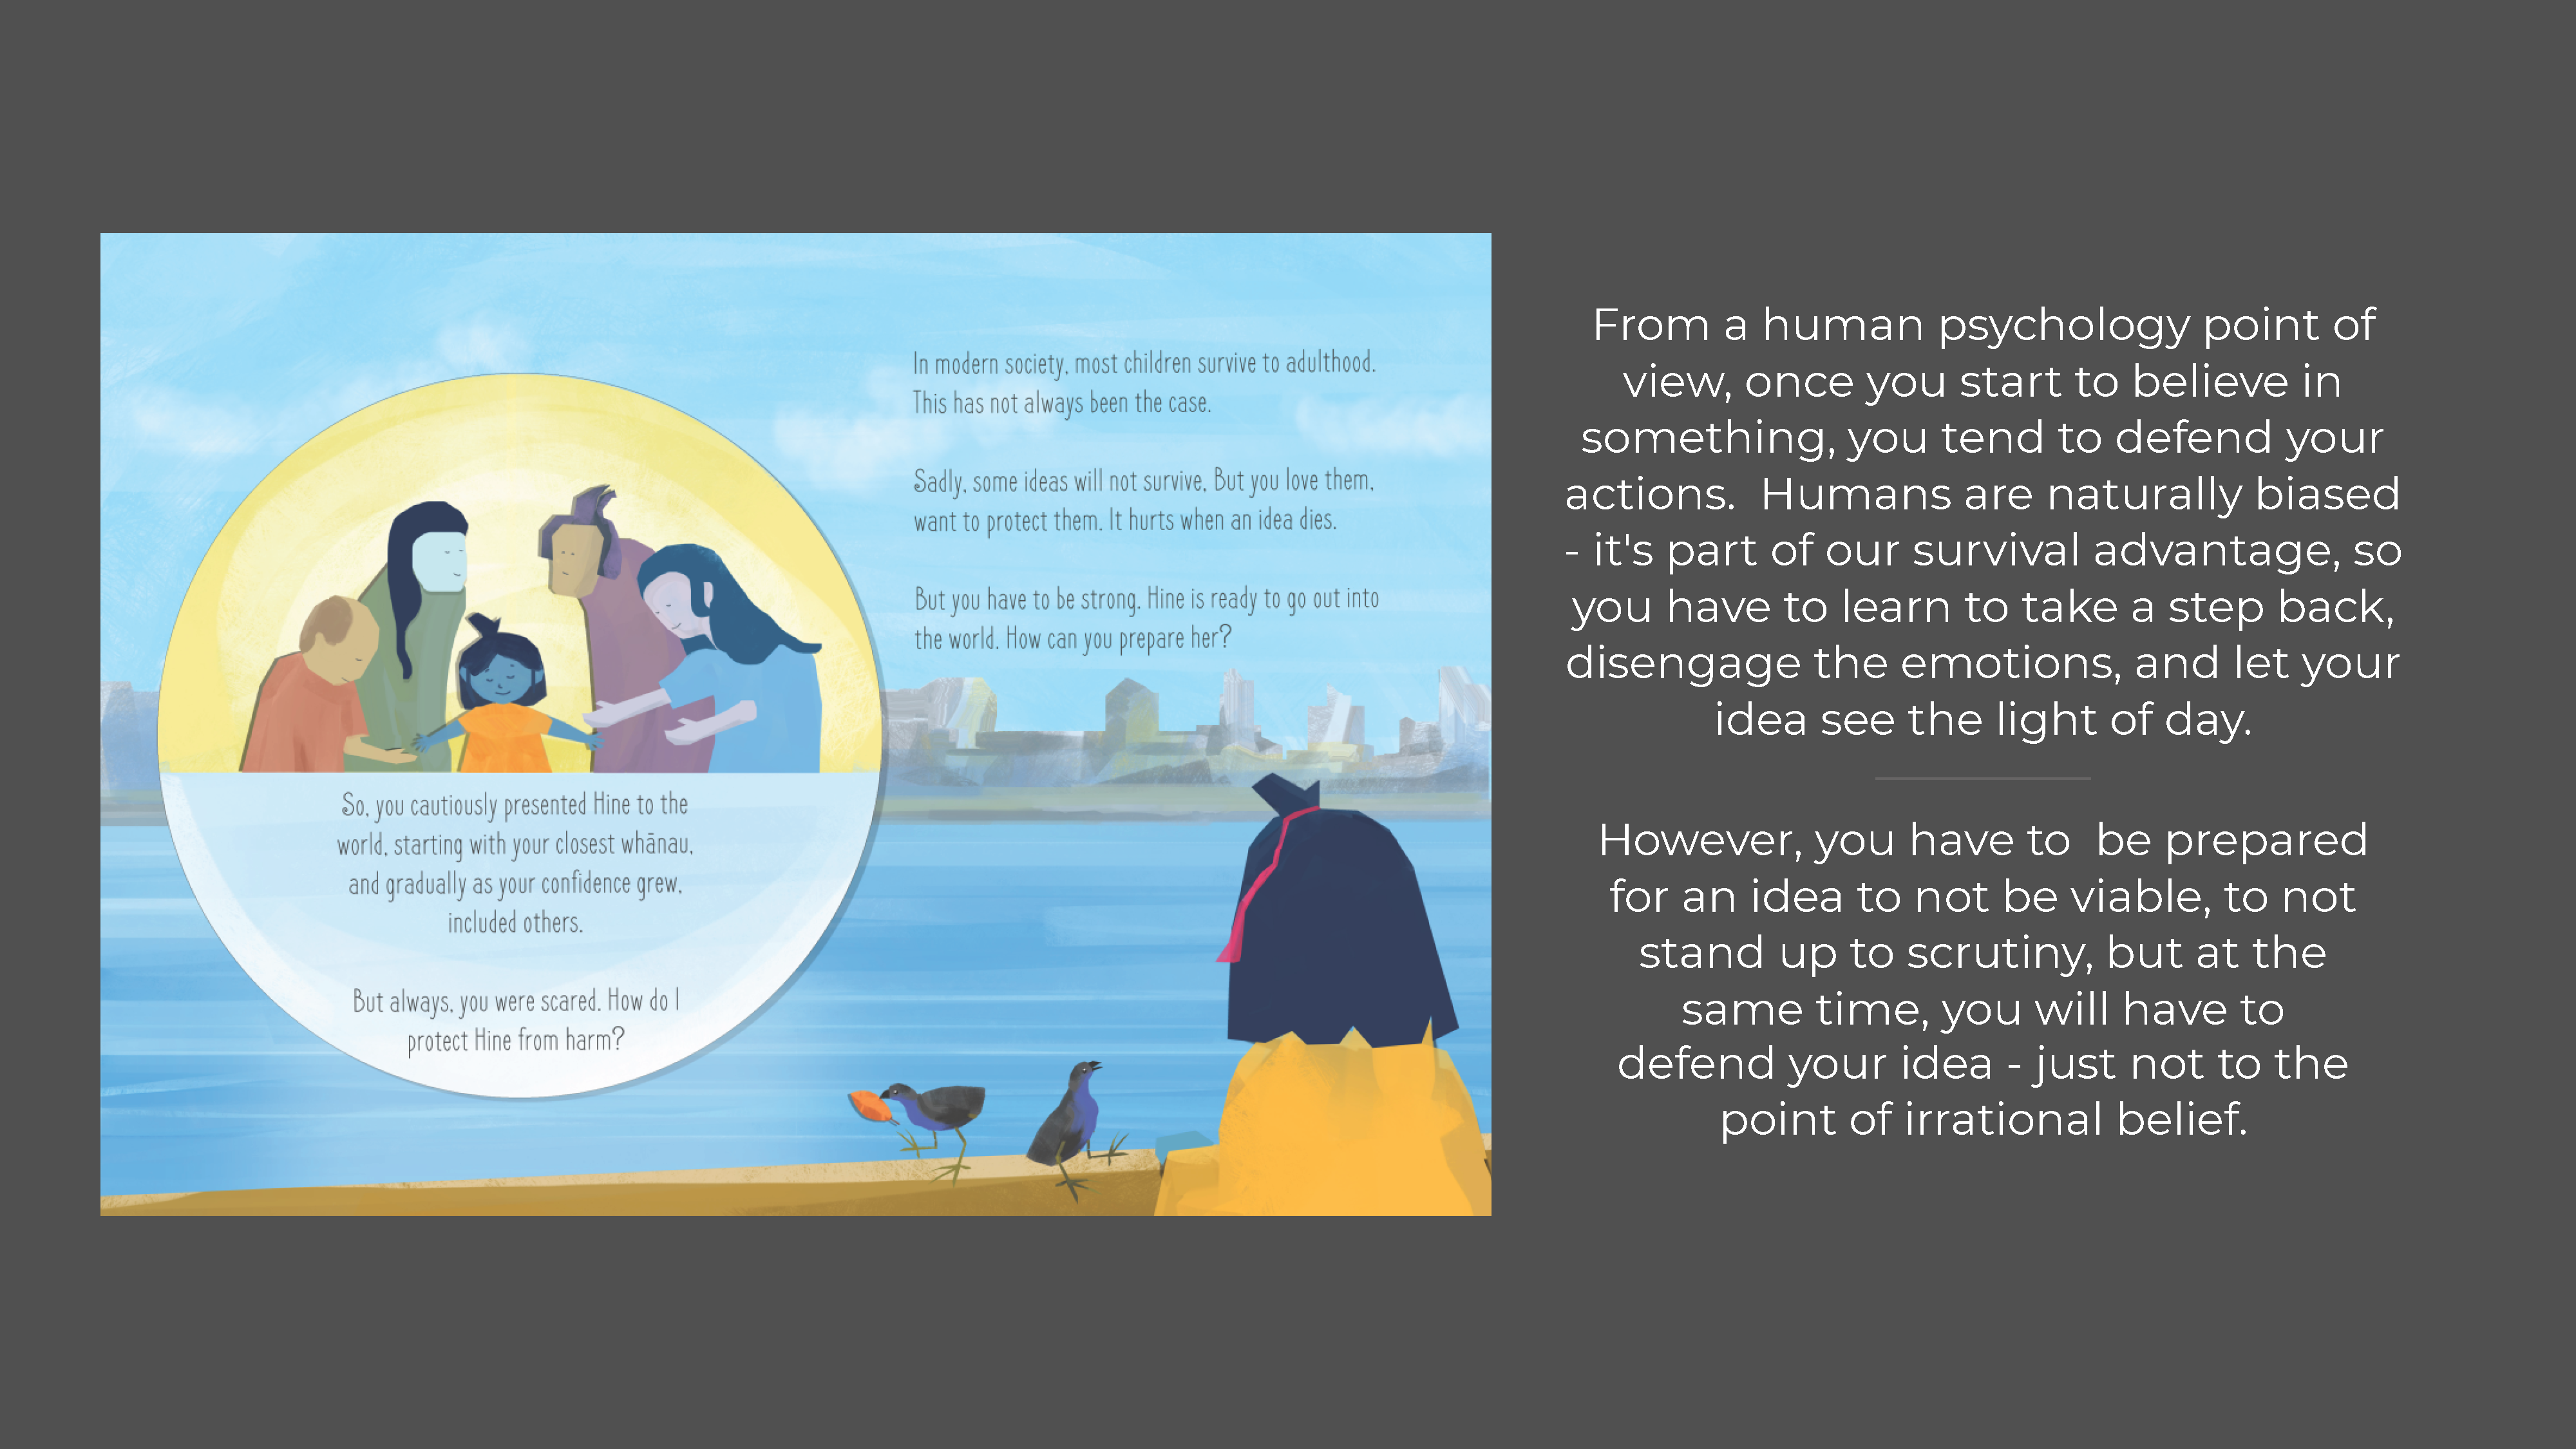 So, you cautiously presented Hine to the
world, starting with your closest whānau,
and gradually as your confidence grew,
included others.
But always, you were scared. How do I
protect Hine from harm?
In modern society, most children survive to adulthood.
This has not always been the case.
Sadly, some ideas will not survive, But you love them,
want to protect them. It hurts when an idea dies.
But you have to be strong. Hine is ready to go out into
the world. How can you prepare her?
From a human psychology point of
view, once you start to believe in
something, you tend to defend your
actions. Humans are naturally biased
- it's part of our survival advantage, so
you have to learn to take a step back,
disengage the emotions, and let your
idea see the light of day.
However, you have to be prepared
for an idea to not be viable, to not
stand up to scrutiny, but at the
same time, you will have to
defend your idea - just not to the
point of irrational belief.